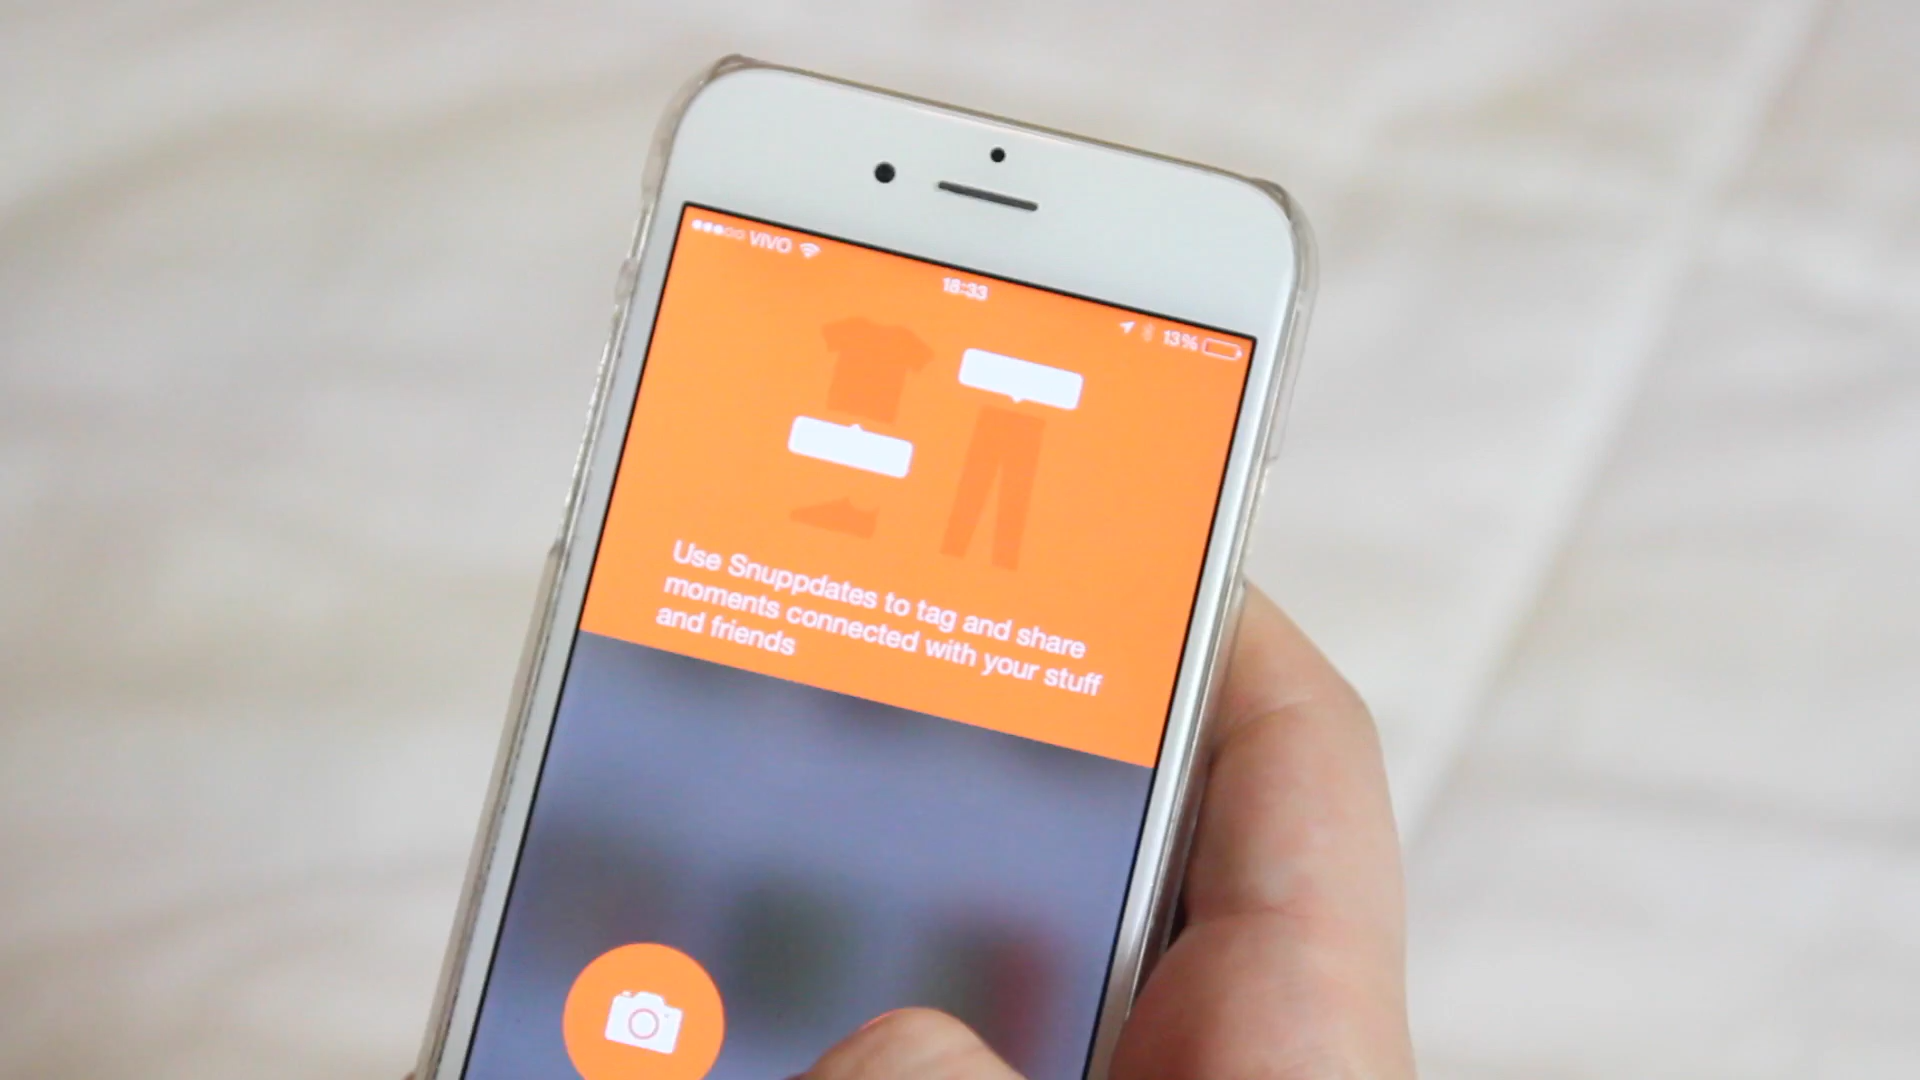 VIVO
18:33
13%
Use Snuppdates to tag and share
moments connected with your stuff
and friends